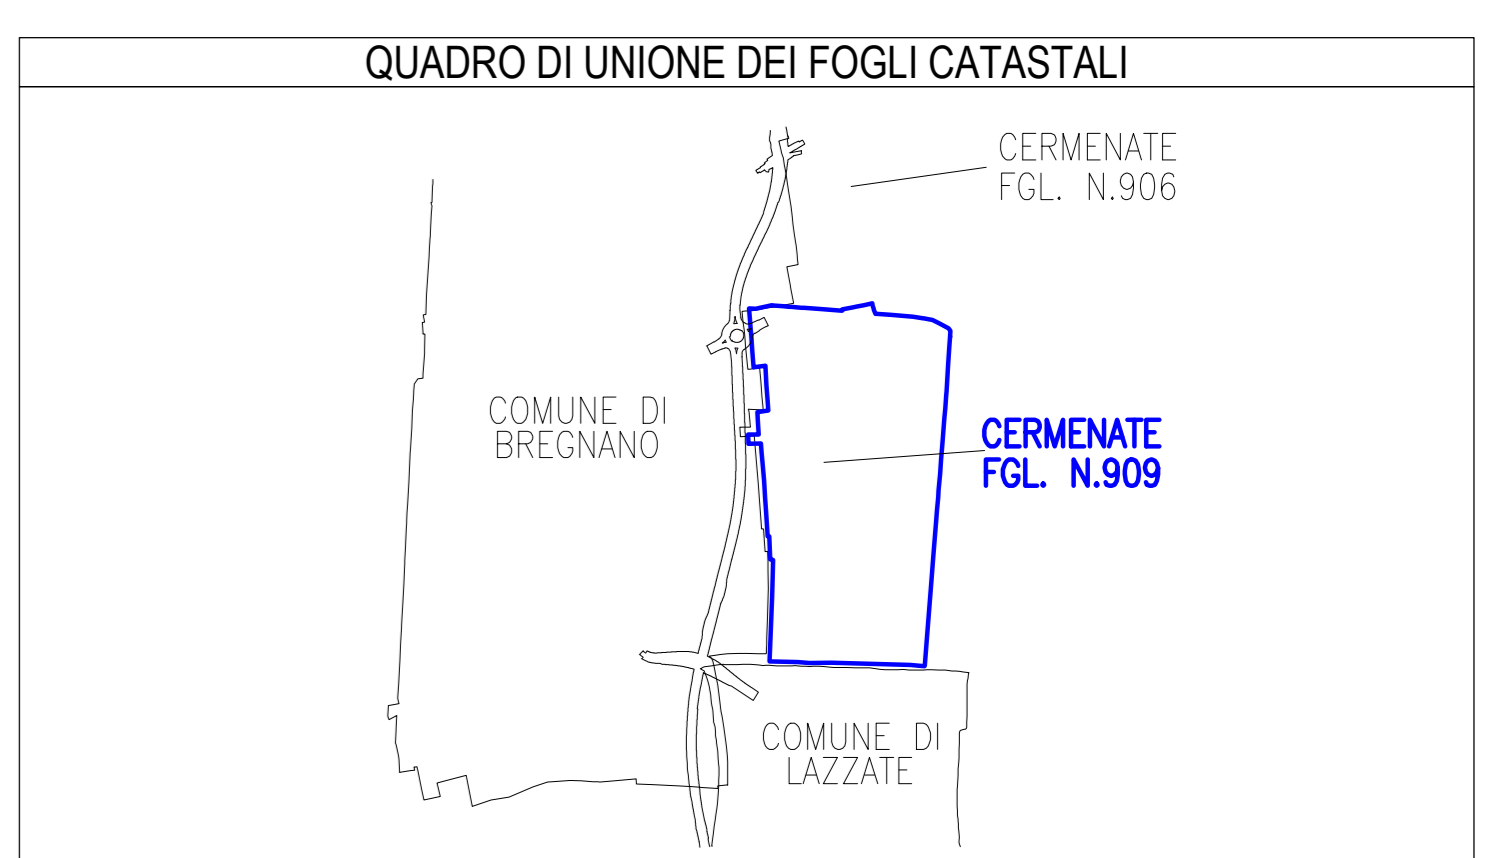 QUADRO DI UNIONE DEI FOGLI CATASTALI
CERMENATE
FGL. N.906
COMUNE DI
BREGNANO
CERMENATE
FGL. N.909
COMUNE DI
LAZZATE